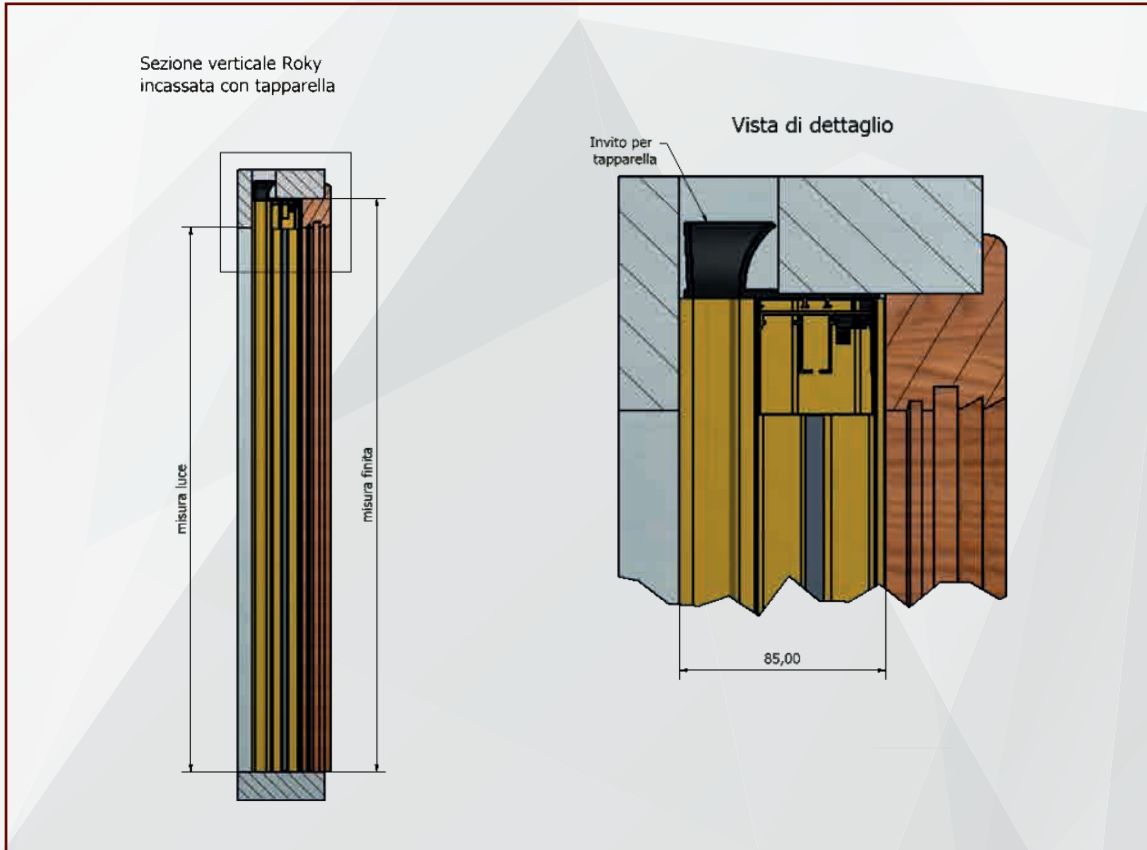 Sezione verticale Roky
incassata con tapparella
misura luce
misura finita
Vista di dettaglio
Invito per
tapparella
85,00